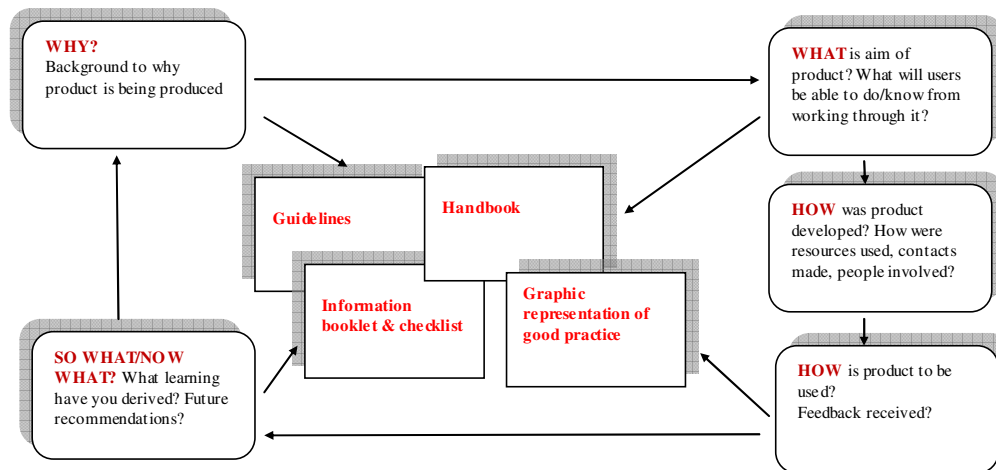 WHY?
Background to why
product is being produced
WHAT is aim of
product? What will users
be able to do/know from
working through it?
Guidelines
Handbook
HOW was product
developed? How were
resources used, contacts
made, people involved?
Information
booklet & checklist
Graphic
representation of
good practice
SO WHAT/NOW
WHAT? What learning
have you derived? Future
recommendations?
HOW is product to be
used?
Feedback received?